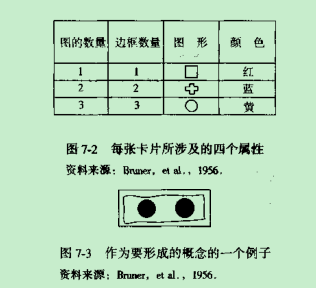 图的数量 边框数量 图 形 颜 色
1 1 红
2 2 蓝
3 3 黄
图 7-2 每张卡片所涉及的四个属性
资料来源：Bruner, et al., 1956.
图 7-3 作为要形成的概念的一个例子
资料来源：Bruner, et al., 1956.